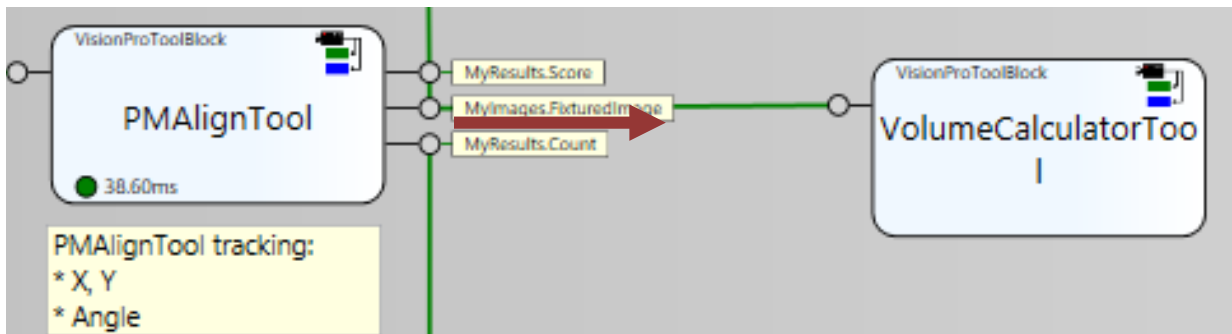 VisionProToolBlock
PMAlignTool
38.60ms
MyResults.Score
MyImages.FixturedImage
MyResults.Count
VisionProToolBlock
VolumeCalculatorToo
l
PMAlignTool tracking:
* X, Y
* Angle